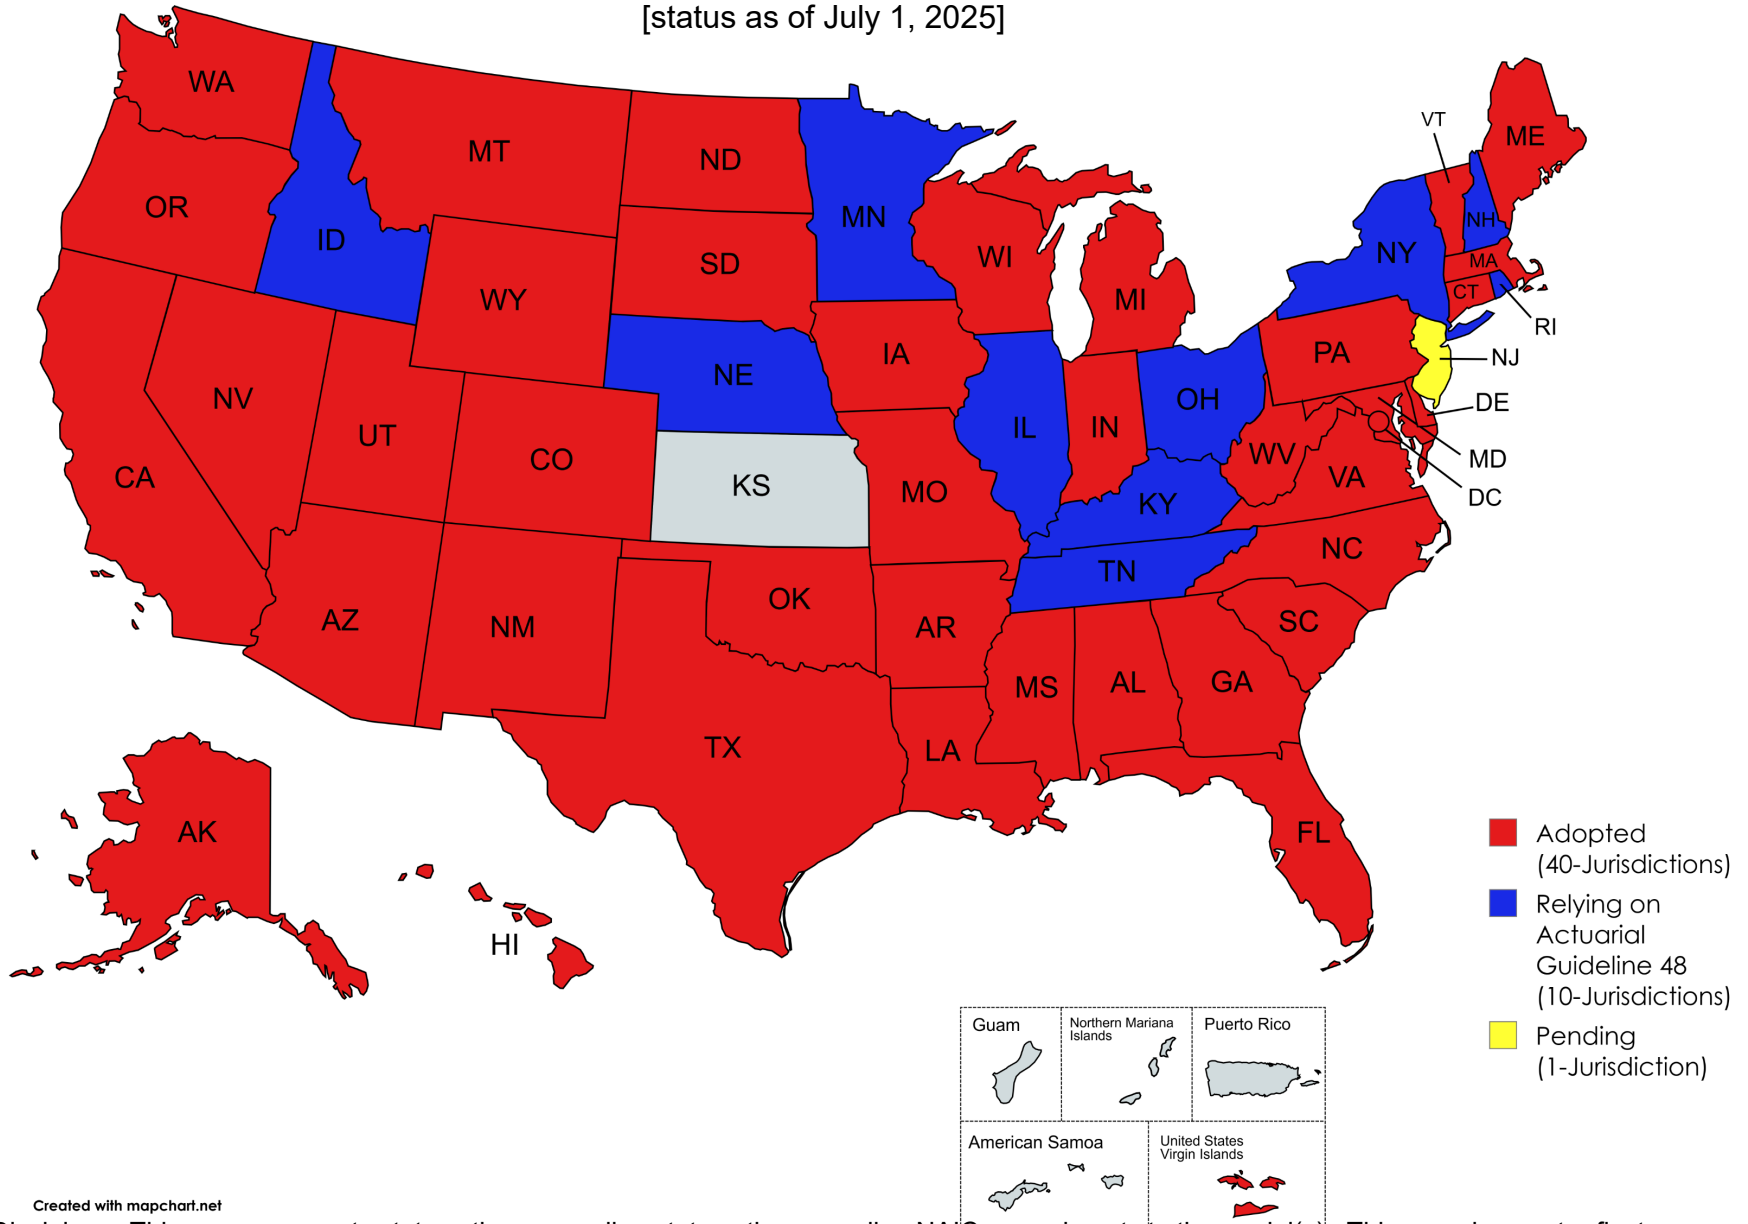 [status as of July 1, 2025]
WA
MT
ND
MN
VT
ME
OR
ID
SD
WI
MI
NY
NH
MA
CT
RI
WY
NE
IA
PA
NJ
NV
UT
CO
IL
IN
OH
DE
CA
KS
MO
WV
VA
MD
DC
KY
AZ
NM
OK
AR
TN
NC
SC
TX
LA
MS
AL
GA
AK
HI
FL
Adopted
(40-Jurisdictions)
Relying on
Actuarial
Guideline 48
(10-Jurisdictions)
Pending
(1-Jurisdiction)
Guam
Northern Mariana
Islands
Puerto Rico
American Samoa
United States
Virgin Islands
Created with mapchart.net